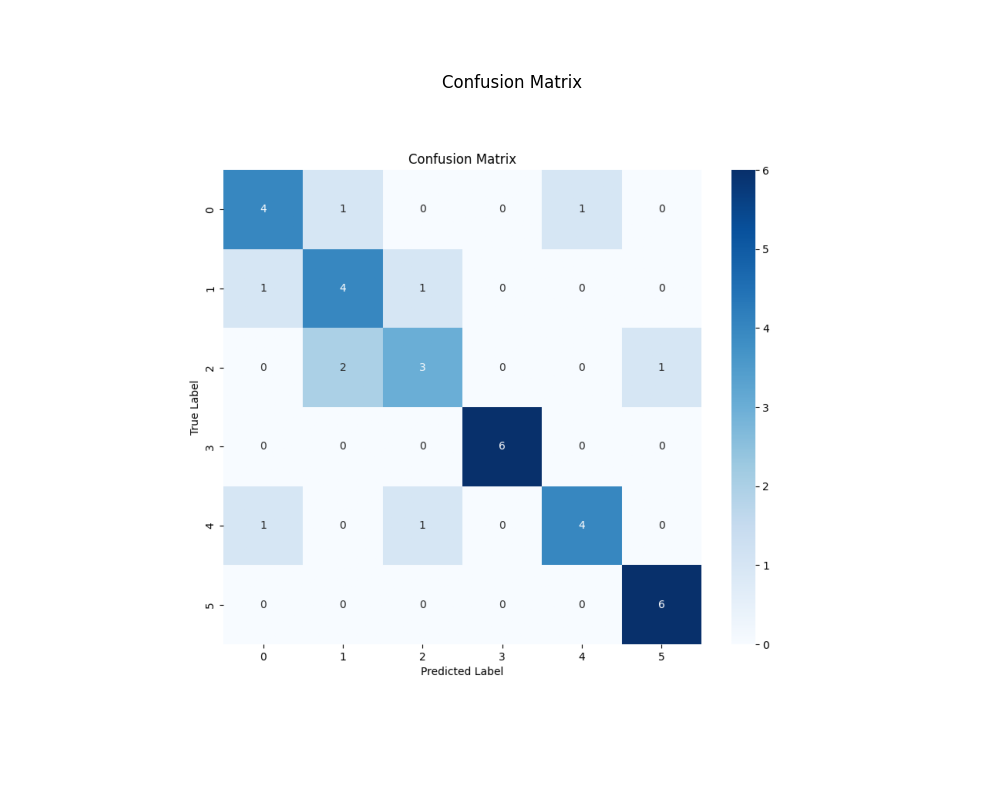 Confusion Matrix
Confusion Matrix
0 4 1 0 0 1 0
1 1 4 1 0 0 0
2 0 2 3 0 0 1
3 0 0 0 6 0 0
4 1 0 1 0 4 0
5 0 0 0 0 0 6
0 1 2 3 4 5
True Label
Predicted Label
6
5
4
3
2
1
0